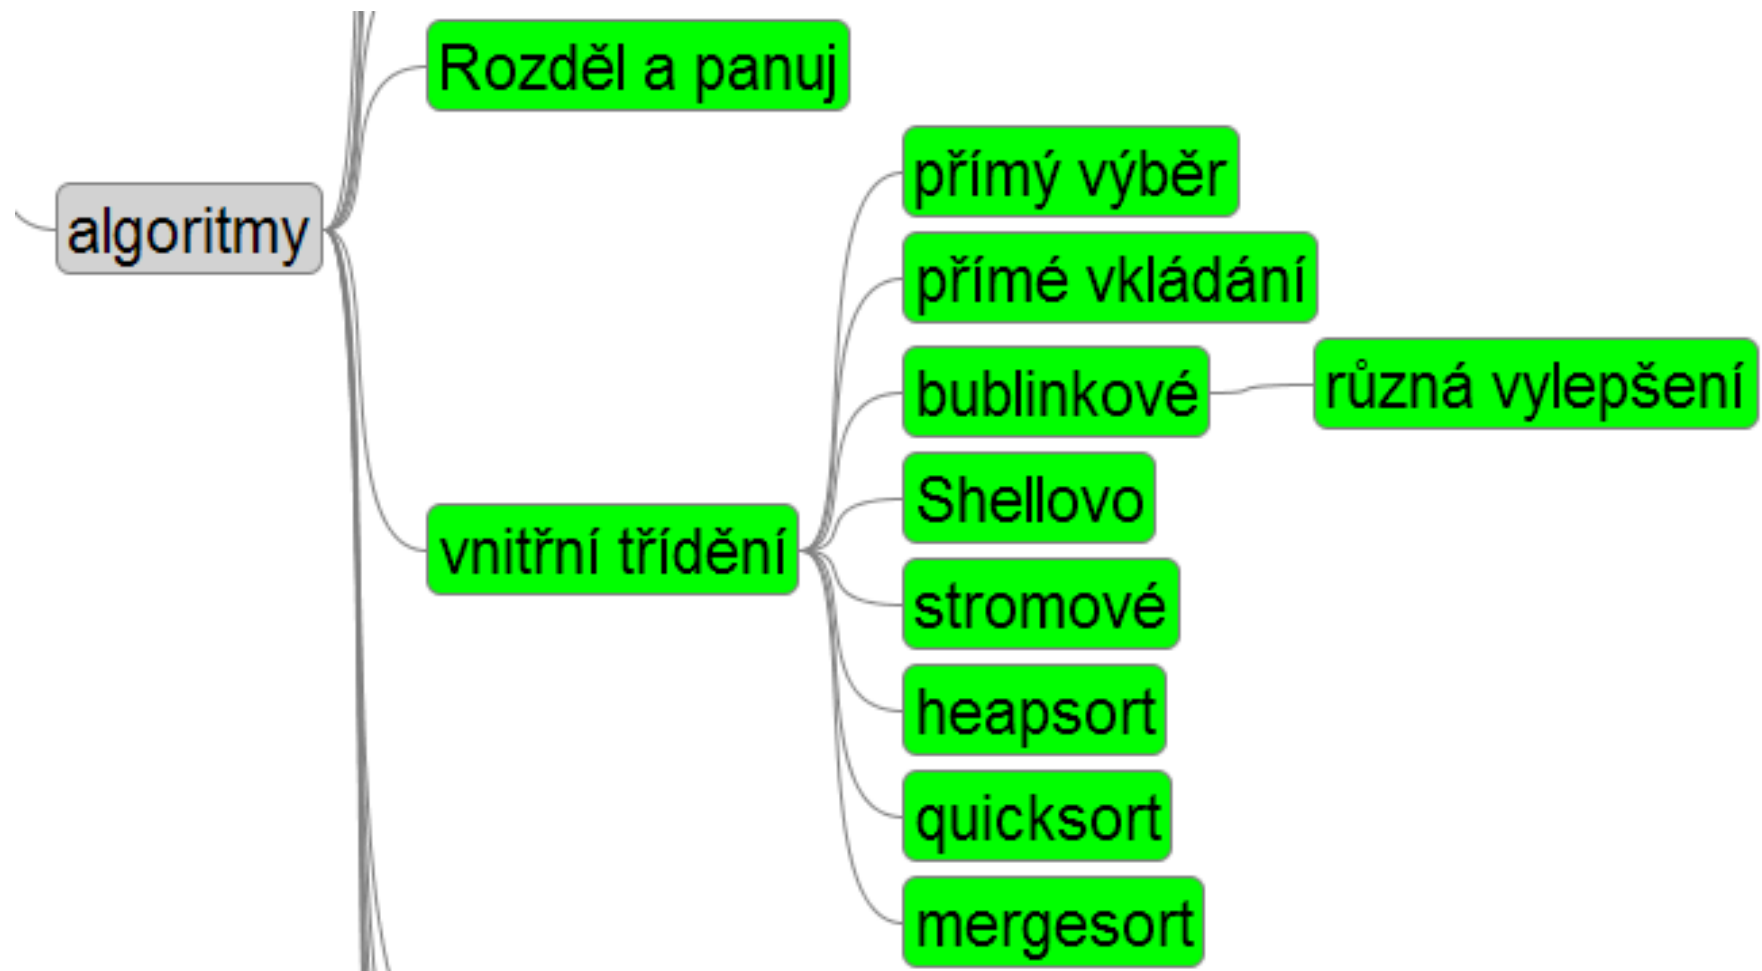 Rozděl a panuj
algoritmy
vnitřní třídění
přímý výběr
přímé vkládání
bublinkové
různá vylepšení
Shellovo
stromové
heapsort
quicksort
mergesort